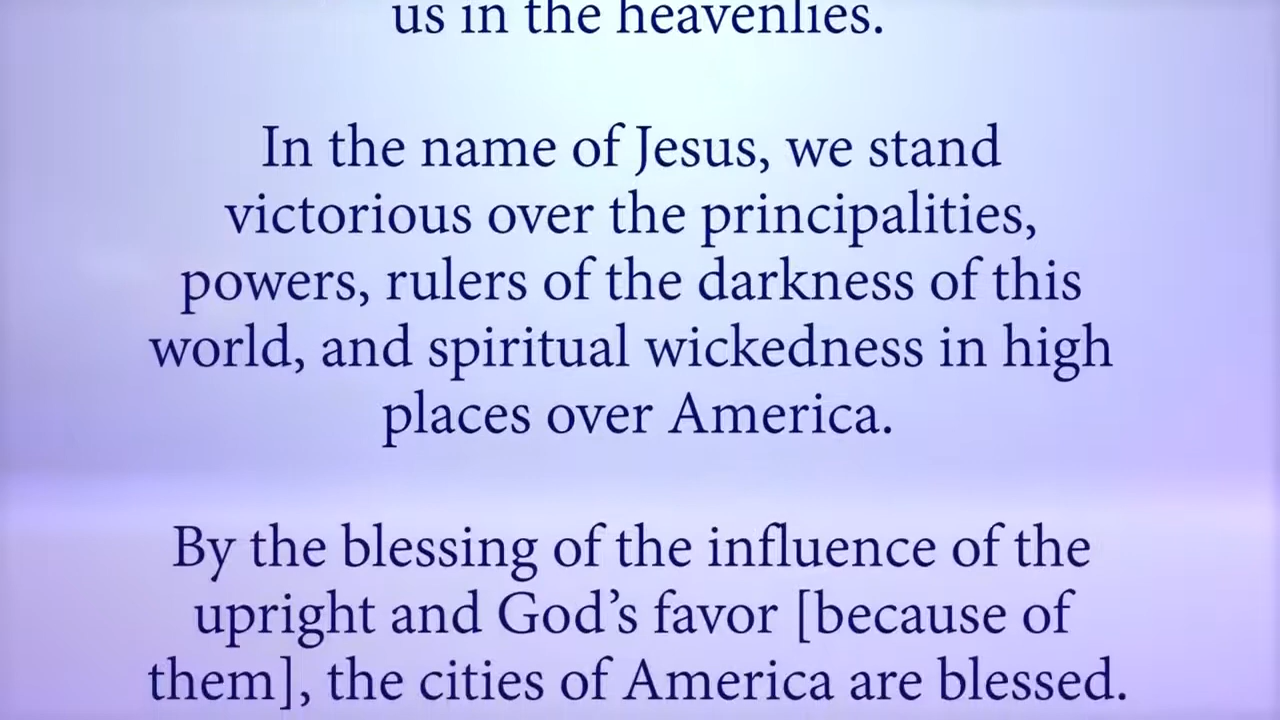 us in the heavenlies.
In the name of Jesus, we stand
victorious over the principalities,
powers, rulers of the darkness of this
world, and spiritual wickedness in high
places over America.
By the blessing of the influence of the
upright and God’s favor [because of
them], the cities of America are blessed.